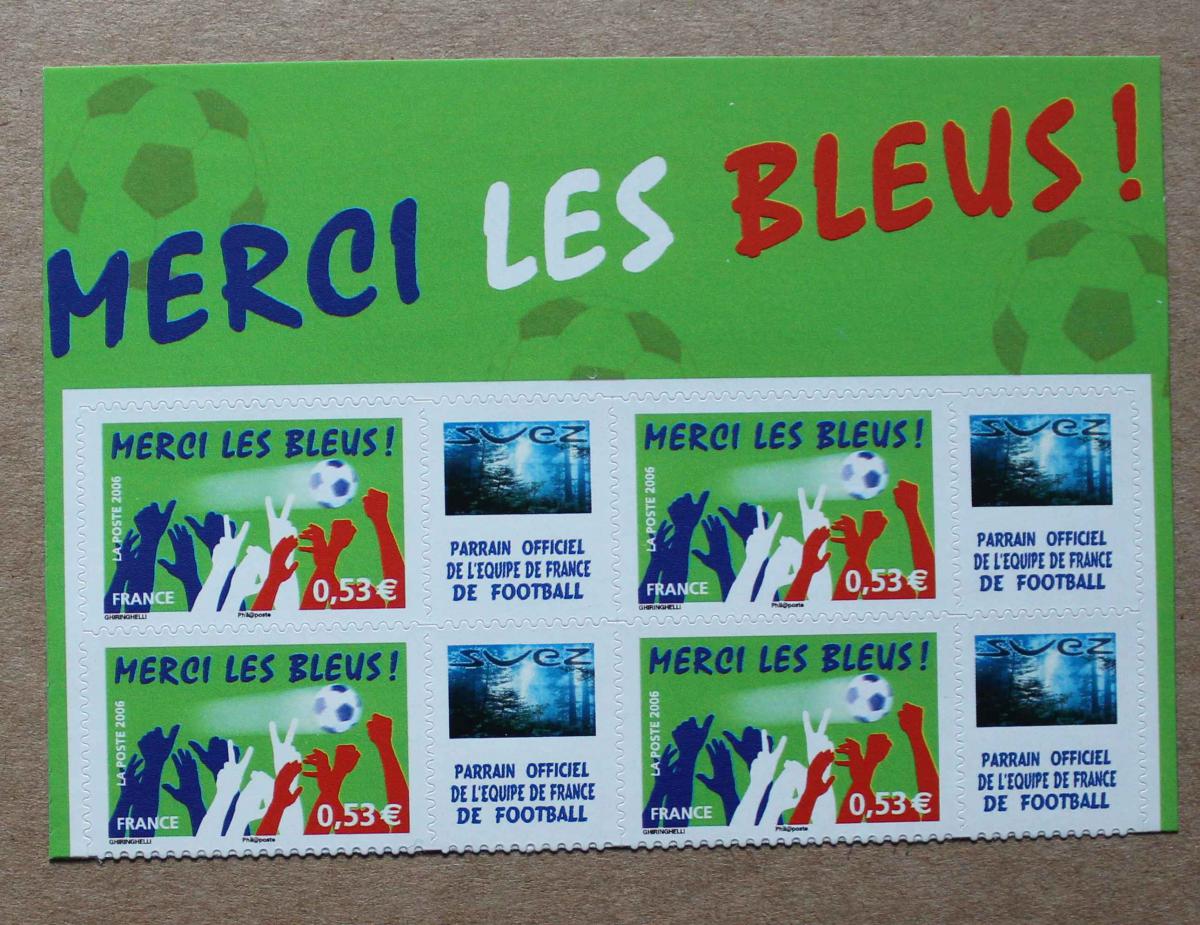 MERCI LES BLEUS !
MERCI LES BLEUS !
LA POSTE 2006
FRANCE
0,53 €
GHIRINGHELLI
Phil@poste
suez
PARRAIN OFFICIEL
DE L'EQUIPE DE FRANCE
DE FOOTBALL
MERCI LES BLEUS !
LA POSTE 2006
FRANCE
0,53 €
GHIRINGHELLI
Phil@poste
suez
PARRAIN OFFICIEL
DE L'EQUIPE DE FRANCE
DE FOOTBALL
MERCI LES BLEUS !
LA POSTE 2006
FRANCE
0,53 €
GHIRINGHELLI
Phil@poste
suez
PARRAIN OFFICIEL
DE L'EQUIPE DE FRANCE
DE FOOTBALL
MERCI LES BLEUS !
LA POSTE 2006
FRANCE
0,53 €
GHIRINGHELLI
Phil@poste
suez
PARRAIN OFFICIEL
DE L'EQUIPE DE FRANCE
DE FOOTBALL